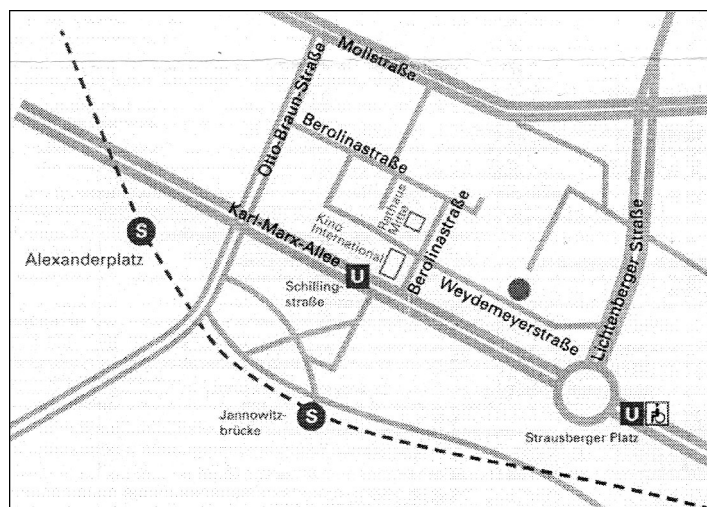 Mollstraße
Otto-Braun-Straße
Berolinastraße
Karl-Marx-Allee
Kino
International
Rathaus
Mitte
Berolinastraße
Lichtenberger Straße
S
Alexanderplatz
U
Schilling-
straße
Weydemeyerstraße
Jannowitz-
brücke
S
U
Strausberger Platz